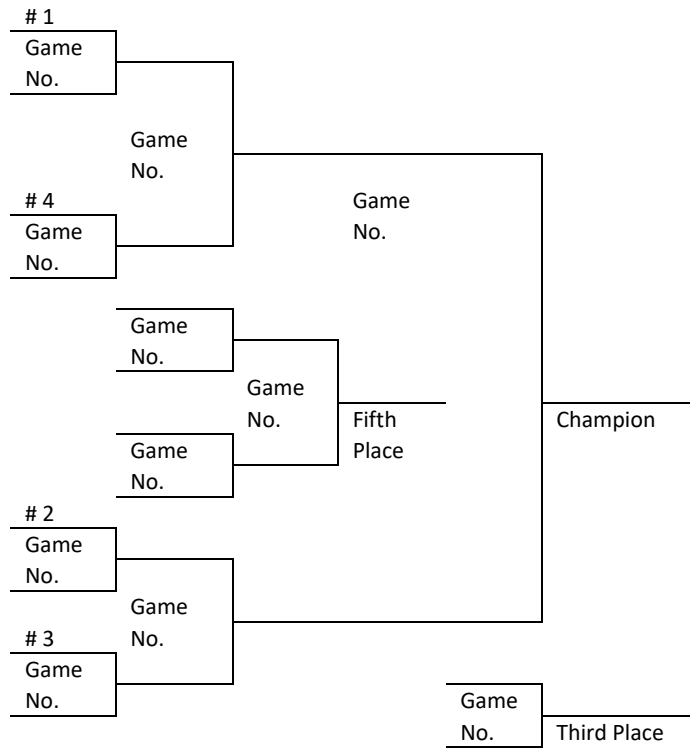 # 1
Game
No.
Game
No.
# 4
Game
No.
Game
No.
Game
No.
Game
No.
Fifth
Place
Champion
Game
No.
# 2
Game
No.
Game
No.
# 3
Game
No.
Game
No.
Third Place